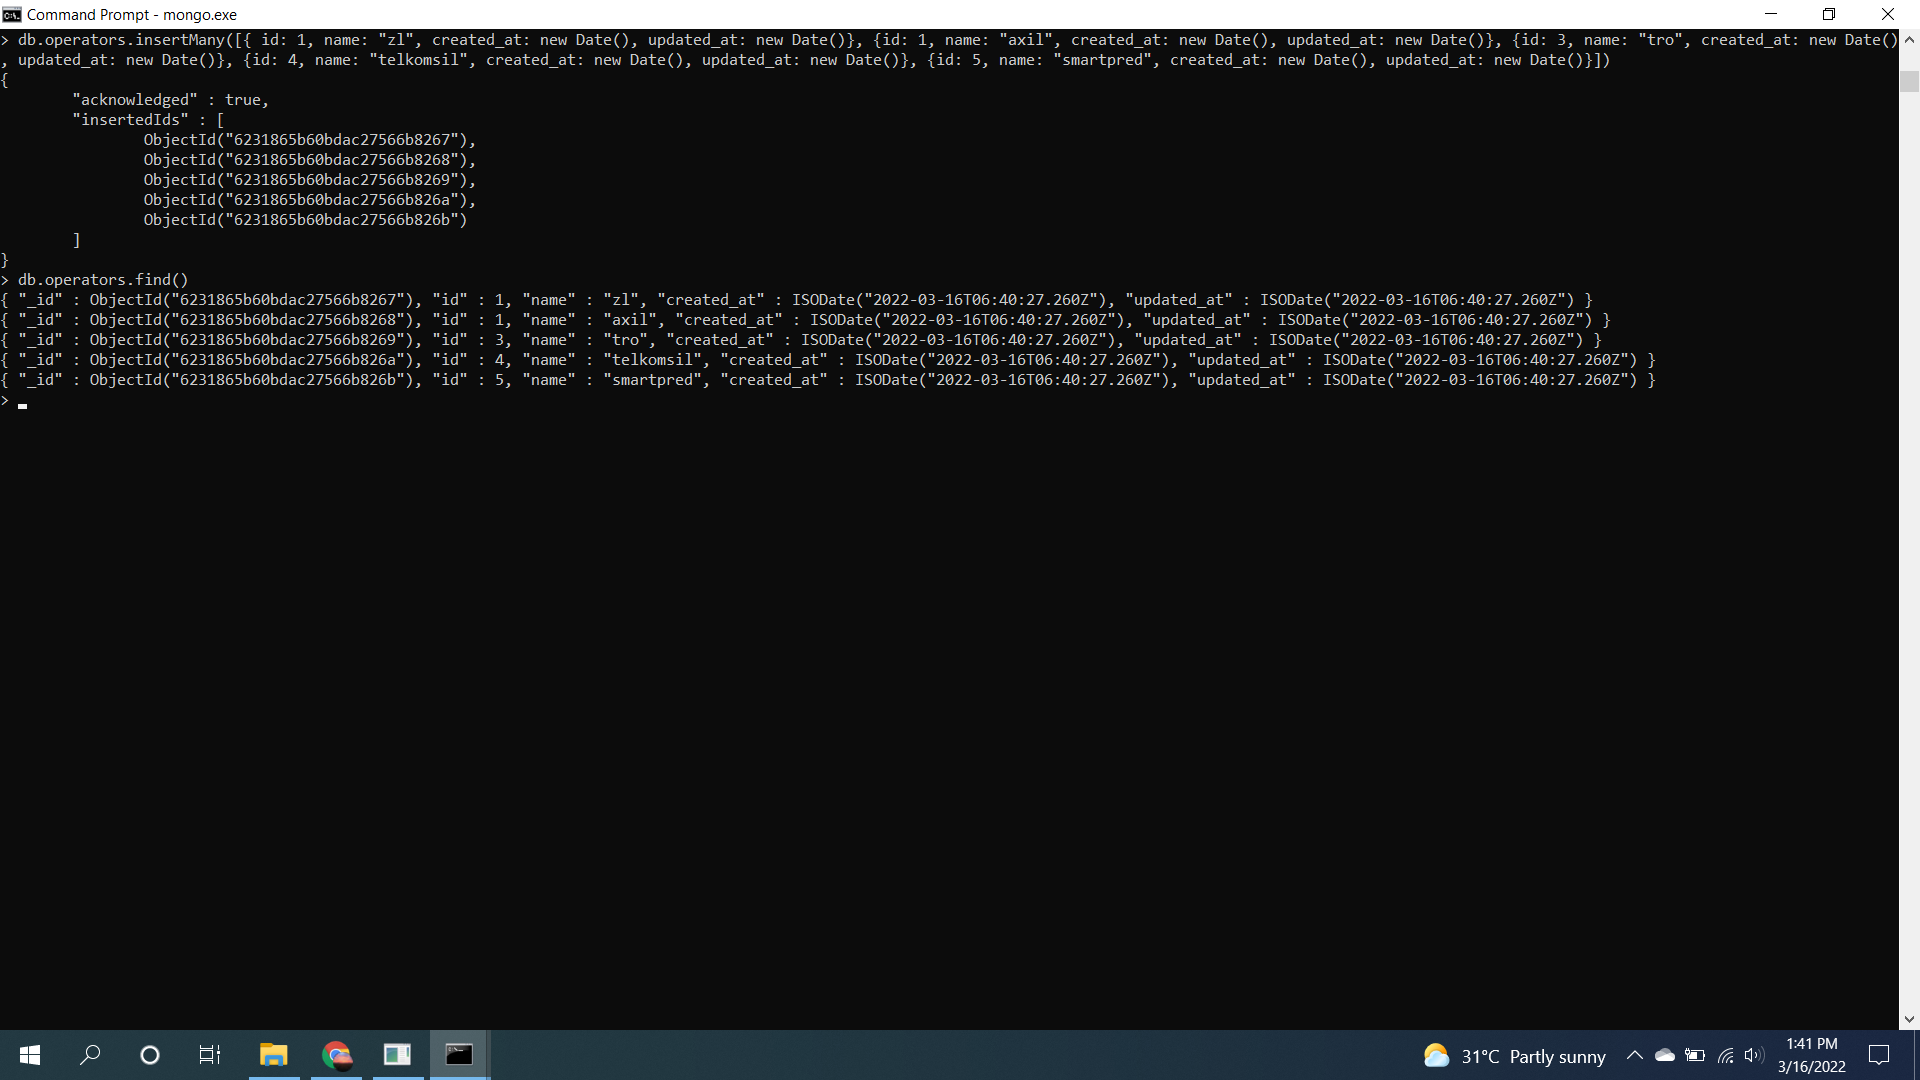 Command Prompt - mongo.exe
> db.operators.insertMany([{ id: 1, name: "zl", created_at: new Date(), updated_at: new Date()}, {id: 1, name: "axil", created_at: new Date(), updated_at: new Date()}, {id: 3, name: "tro", created_at: new Date()
, updated_at: new Date()}, {id: 4, name: "telkomsil", created_at: new Date(), updated_at: new Date()}, {id: 5, name: "smartpred", created_at: new Date(), updated_at: new Date()}])
{
"acknowledged" : true,
"insertedIds" : [
ObjectId("6231865b60bdac27566b8267"),
ObjectId("6231865b60bdac27566b8268"),
ObjectId("6231865b60bdac27566b8269"),
ObjectId("6231865b60bdac27566b826a"),
ObjectId("6231865b60bdac27566b826b")
]
}
> db.operators.find()
{ "_id" : ObjectId("6231865b60bdac27566b8267"), "id" : 1, "name" : "zl", "created_at" : ISODate("2022-03-16T06:40:27.260Z"), "updated_at" : ISODate("2022-03-16T06:40:27.260Z") }
{ "_id" : ObjectId("6231865b60bdac27566b8268"), "id" : 1, "name" : "axil", "created_at" : ISODate("2022-03-16T06:40:27.260Z"), "updated_at" : ISODate("2022-03-16T06:40:27.260Z") }
{ "_id" : ObjectId("6231865b60bdac27566b8269"), "id" : 3, "name" : "tro", "created_at" : ISODate("2022-03-16T06:40:27.260Z"), "updated_at" : ISODate("2022-03-16T06:40:27.260Z") }
{ "_id" : ObjectId("6231865b60bdac27566b826a"), "id" : 4, "name" : "telkomsil", "created_at" : ISODate("2022-03-16T06:40:27.260Z"), "updated_at" : ISODate("2022-03-16T06:40:27.260Z") }
{ "_id" : ObjectId("6231865b60bdac27566b826b"), "id" : 5, "name" : "smartpred", "created_at" : ISODate("2022-03-16T06:40:27.260Z"), "updated_at" : ISODate("2022-03-16T06:40:27.260Z") }
>
31°C Partly sunny
1:41 PM
3/16/2022